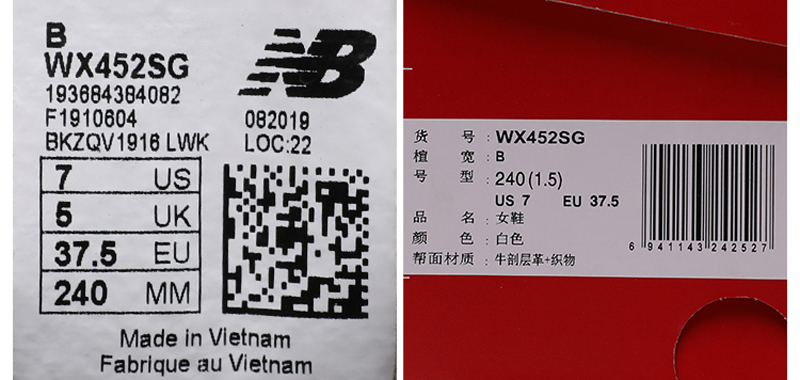 B
WX452SG
193684384082
F1910604
BKZQV1916 LWK
NB
082019
LOC:22
7 US
5 UK
37.5 EU
240 MM
Made in Vietnam
Fabrique au Vietnam
货 号 : WX452SG
楦 宽 : B
号 型 : 240(1.5)
US 7 EU 37.5
品 名 : 女鞋
颜 色 : 白色
帮面材质 : 牛剖层革+织物
6 941143 242527